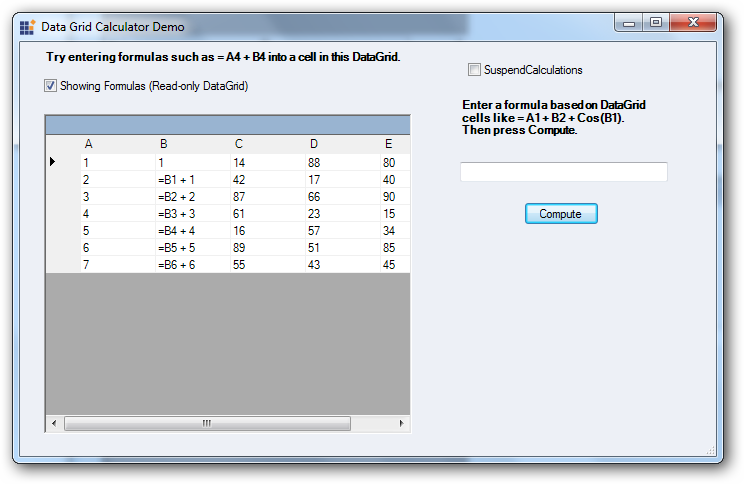 Data Grid Calculator Demo
Try entering formulas such as = A4 + B4 into a cell in this DataGrid.
Showing Formulas (Read-only DataGrid)
A B C D E
1 1 14 88 80
2 =B1 + 1 42 17 40
3 =B2 + 2 87 66 90
4 =B3 + 3 61 23 15
5 =B4 + 4 16 57 34
6 =B5 + 5 89 51 85
7 =B6 + 6 55 43 45
SuspendCalculations
Enter a formula based on DataGrid
cells like = A1 + B2 + Cos(B1).
Then press Compute.
Compute